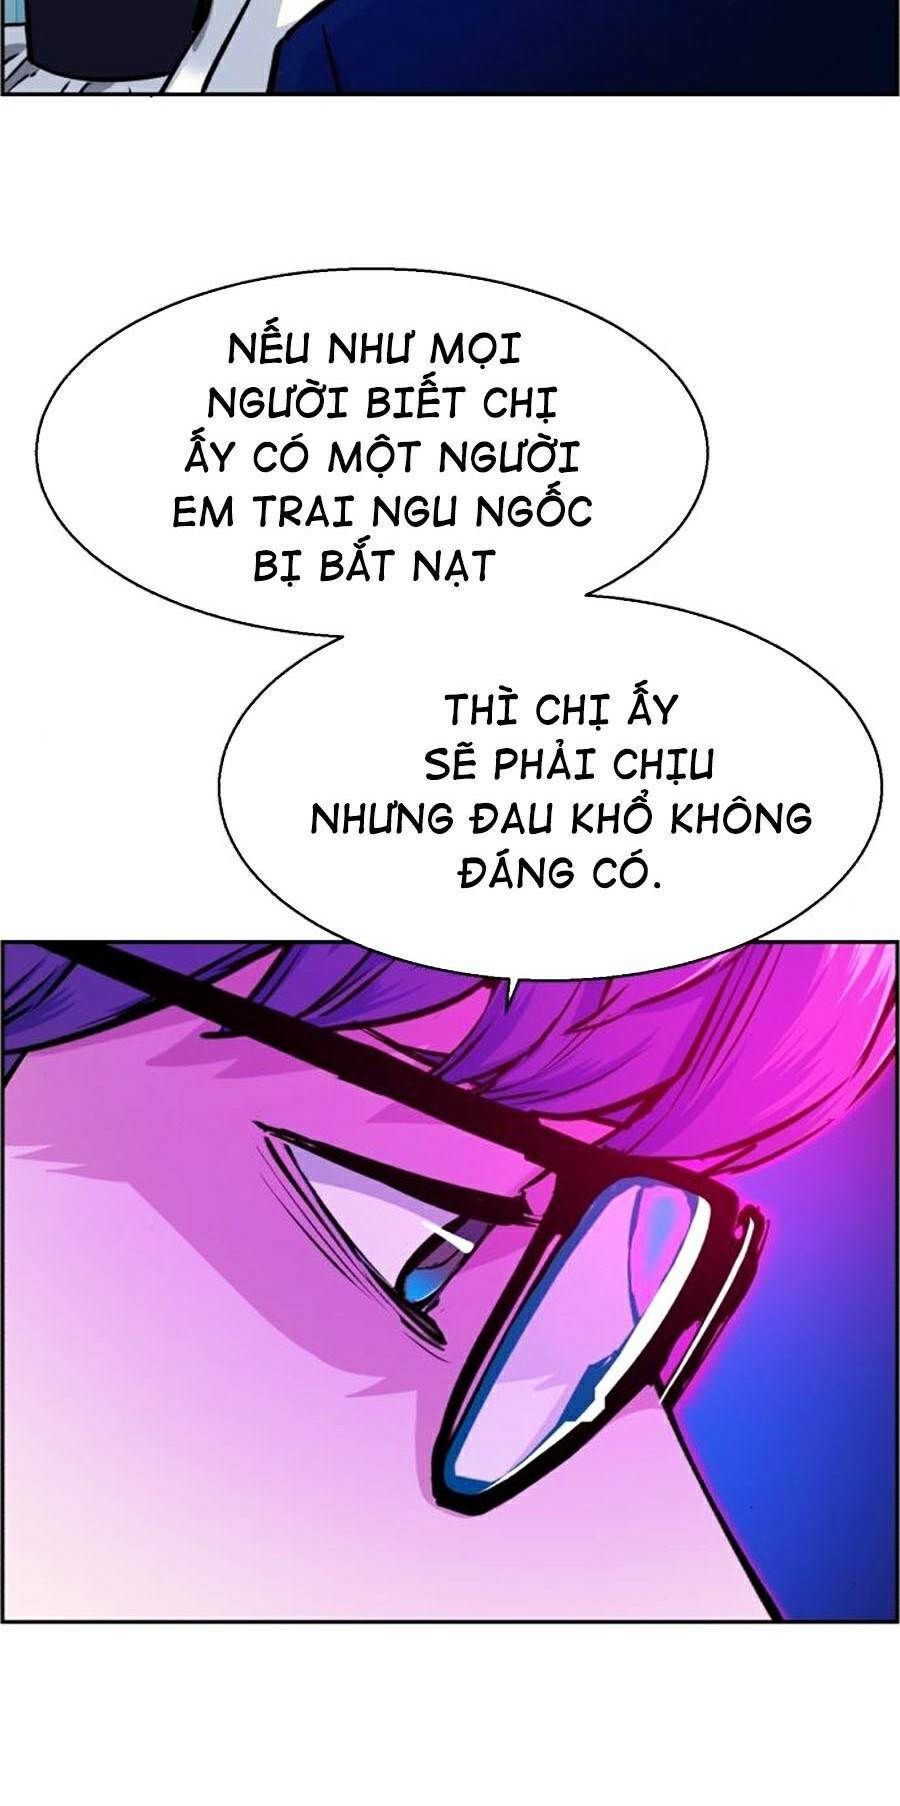 NẾU NHƯ MỌI
NGƯỜI BIẾT CHỊ
ẤY CÓ MỘT NGƯỜI
EM TRAI NGU NGỐC
BỊ BẮT NẠT
THÌ CHỊ ẤY
SẼ PHẢI CHỊU
NHƯNG ĐAU KHỔ KHÔNG
ĐÁNG CÓ.